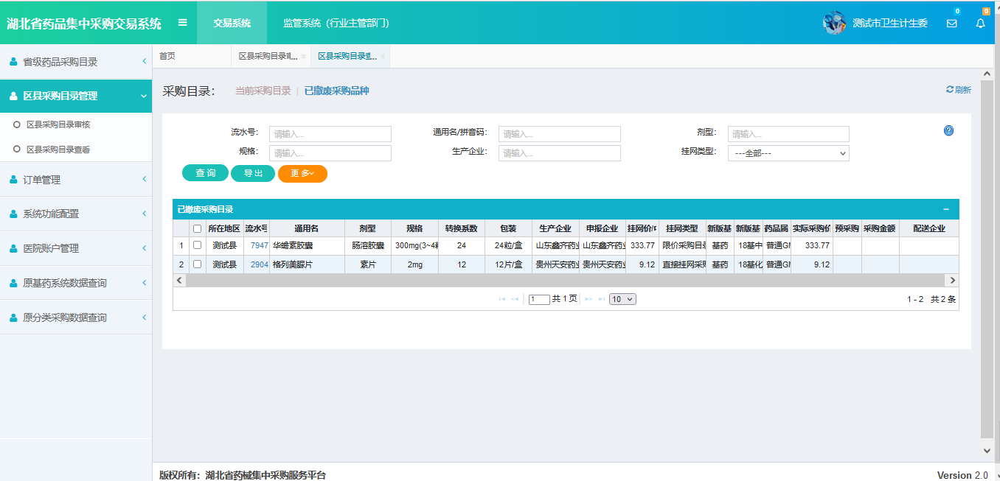 湖北省药品集中采购交易系统
交易系统
监管系统（行业主管部门）
测试市卫生计生委
0
0
省级药品采购目录
区县采购目录管理
区县采购目录审核
区县采购目录查看
订单管理
系统功能配置
医院账户管理
原基药系统数据查询
原分类采购数据查询
首页
区县采购目录审...
区县采购目录查...
采购目录：
当前采购目录 | 已撤废采购品种
刷新
流水号： 请输入...
通用名/拼音码： 请输入...
剂型： 请输入...
规格： 请输入...
生产企业： 请输入...
挂网类型： ---全部---
查 询
导 出
更 多
已撤废采购目录
所在地区 流水号 通用名 剂型 规格 转换系数 包装 生产企业 申报企业 挂网价/ 挂网类型 新版基 新版基 药品属 实际采购价 预采购 采购金额 配送企业
1 测试县 7947 华蟾素胶囊 肠溶胶囊 300mg(3~4 24 24粒/盒 山东鑫齐药业 山东鑫齐药业 333.77 限价采购目 基药 18基中 普通G 333.77
2 测试县 2904 格列美脲片 素片 2mg 12 12片/盒 贵州天安药业 贵州天安药业 9.12 直接挂网采 基药 18基化 普通G 9.12
1 共 1 页
10
1 - 2 共 2 条
版权所有：湖北省药械集中采购服务平台
Version 2.0